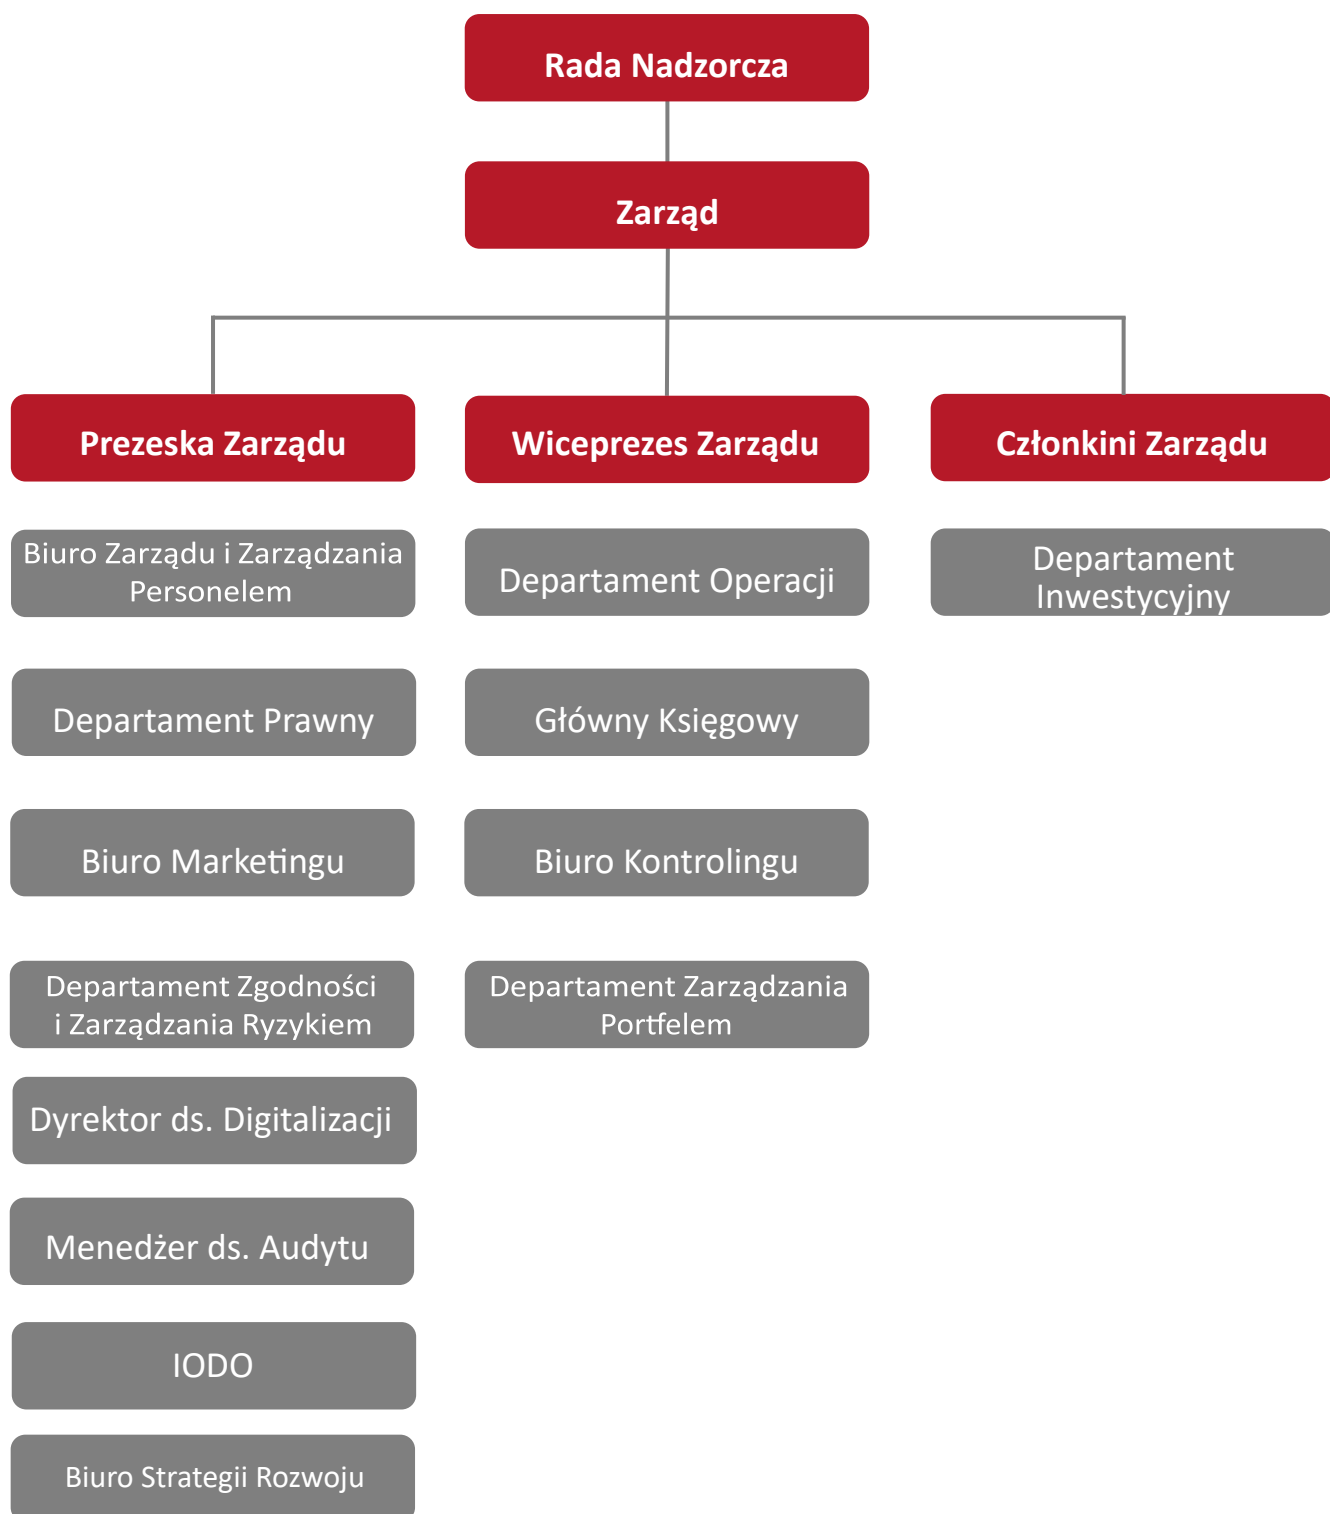 Rada Nadzorcza
Zarząd
Prezeska Zarządu
Wiceprezes Zarządu
Członkini Zarządu
Biuro Zarządu i Zarządzania
Personelem
Departament Operacji
Departament
Inwestycyjny
Departament Prawny
Główny Księgowy
Biuro Marketingu
Biuro Kontrolingu
Departament Zgodności
i Zarządzania Ryzykiem
Departament Zarządzania
Portfelem
Dyrektor ds. Digitalizacji
Menedżer ds. Audytu
IODO
Biuro Strategii Rozwoju